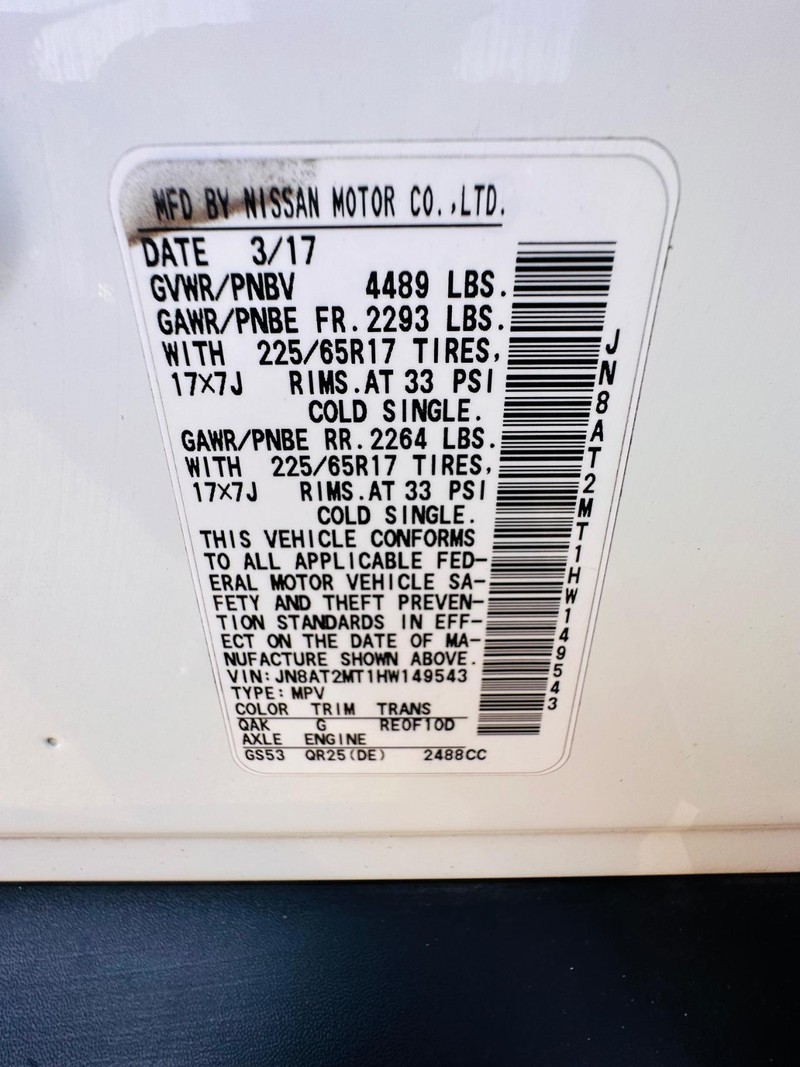 MFD BY NISSAN MOTOR CO.,LTD.
DATE 3/17
GVWR/PNBV 4489 LBS.
GAWR/PNBE FR.2293 LBS.
WITH 225/65R17 TIRES,
17X7J RIMS.AT 33 PSI
COLD SINGLE.
GAWR/PNBE RR.2264 LBS.
WITH 225/65R17 TIRES,
17X7J RIMS.AT 33 PSI
COLD SINGLE.
THIS VEHICLE CONFORMS
TO ALL APPLICABLE FED-
ERAL MOTOR VEHICLE SA-
FETY AND THEFT PREVEN-
TION STANDARDS IN EFF-
ECT ON THE DATE OF MA-
NUFACTURE SHOWN ABOVE.
VIN:JN8AT2MT1HW149543
TYPE:MPV
COLOR TRIM TRANS
QAK G RE0F10D
AXLE ENGINE
GS53 QR25(DE) 2488CC
JN8AT2MT1HW149543